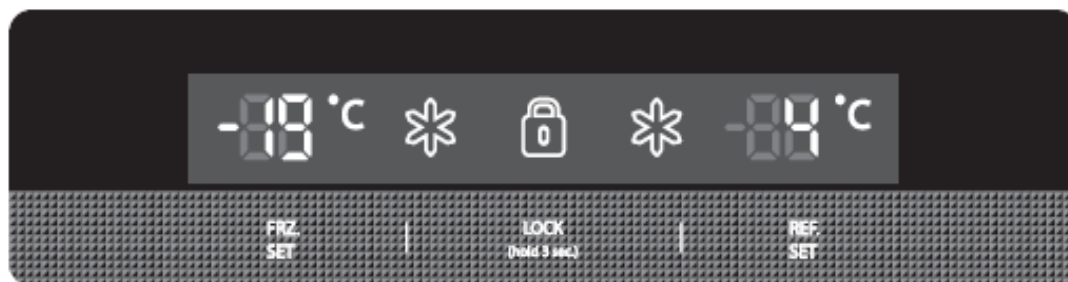 -19 °C 4 °C
FRZ. SET
LOCK
(hold 3 sec.)
REF. SET